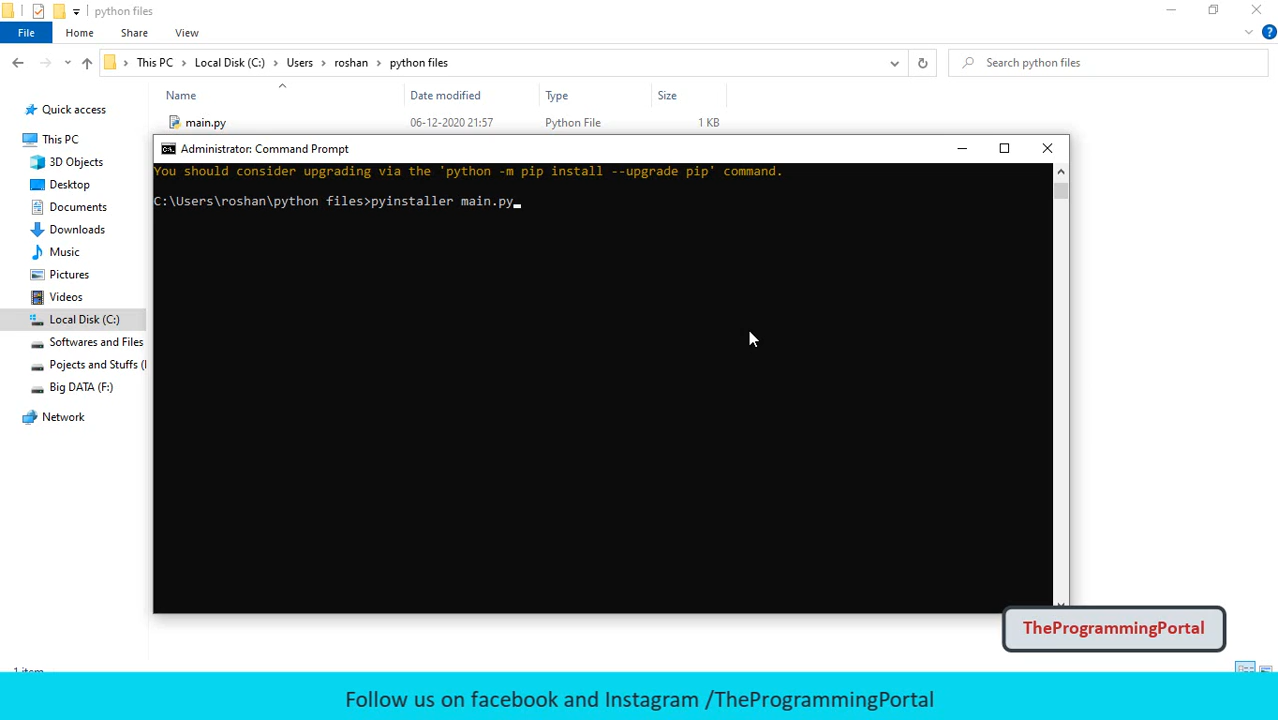 python files
File Home Share View
This PC > Local Disk (C:) > Users > roshan > python files
Search python files
Name Date modified Type Size
main.py 06-12-2020 21:57 Python File 1 KB
Quick access
This PC
3D Objects
Desktop
Documents
Downloads
Music
Pictures
Videos
Local Disk (C:)
Softwares and Files
Pojects and Stuffs (
Big DATA (F:)
Network
Administrator: Command Prompt
You should consider upgrading via the 'python -m pip install --upgrade pip' command.
C:\Users\roshan\python files>pyinstaller main.py
TheProgrammingPortal
1 item
Follow us on facebook and Instagram /TheProgrammingPortal